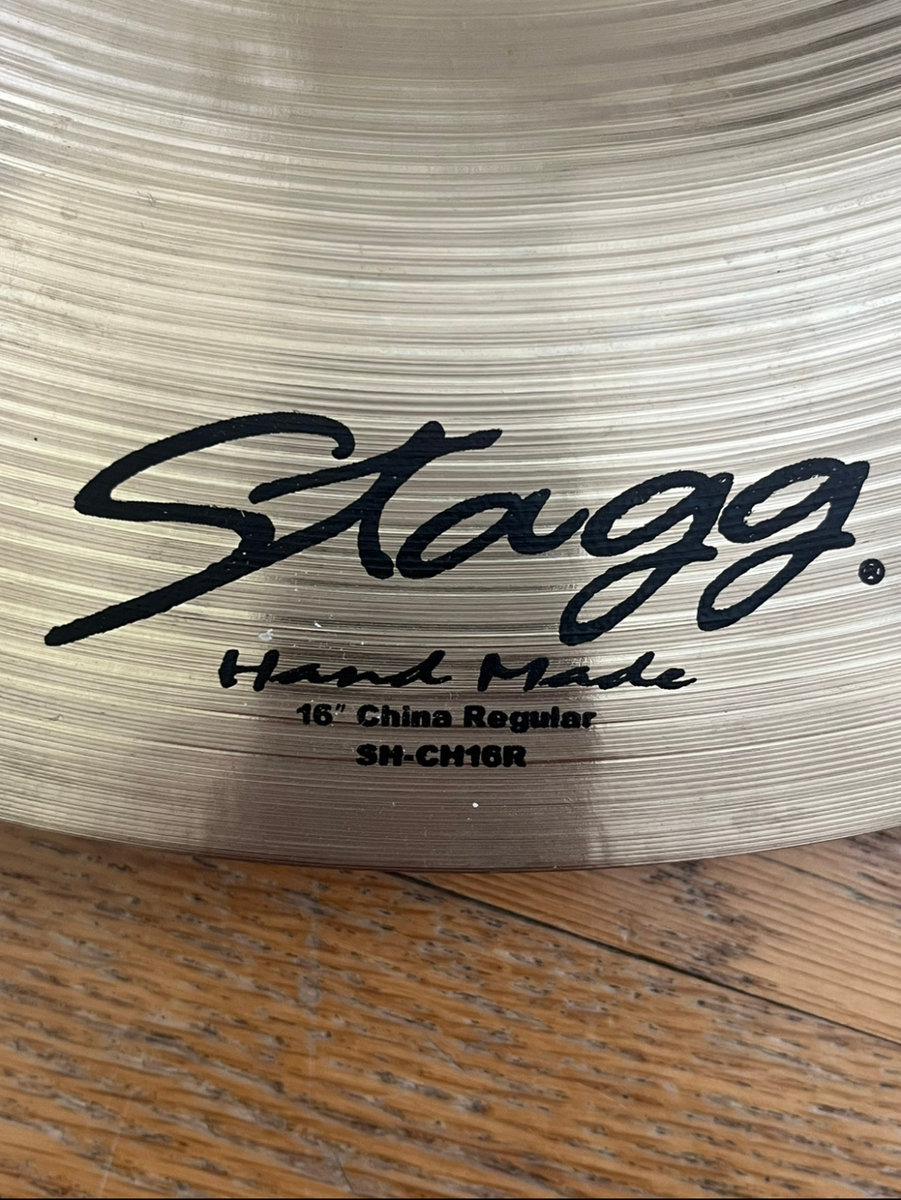 Stagg
Hand Made
16" China Regular
SH-CH16R